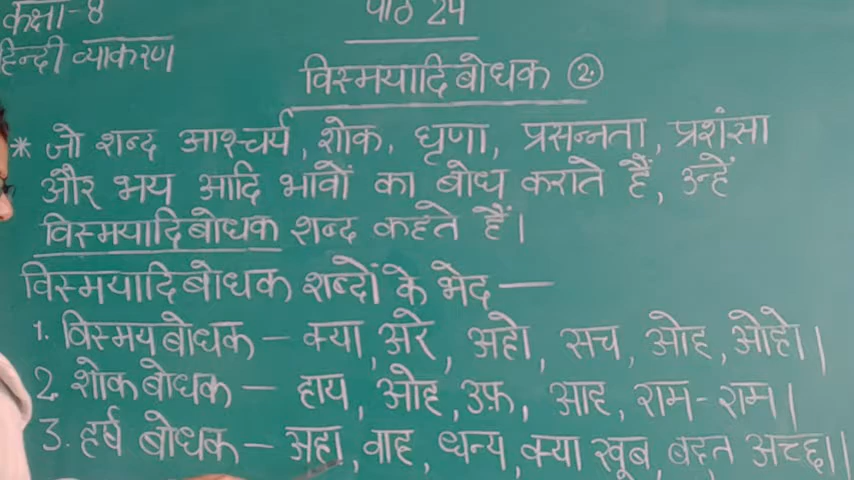 कक्षा-8
पाठ 24
हिन्दी व्याकरण
विस्मयादिबोधक 2.
* जो शब्द आश्चर्य, शोक, घृणा, प्रसन्नता, प्रशंसा
और भय आदि भावों का बोध कराते हैं, उन्हें
विस्मयादिबोधक शब्द कहते हैं।
विस्मयादिबोधक शब्दों के भेद —
1. विस्मयबोधक – क्या, अरे, अहो, सच, ओह, ओहो।
2. शोक बोधक – हाय, ओह, उफ़, आह, राम-राम।
3. हर्ष बोधक – अहा, वाह, धन्य, क्या खूब, बहुत अच्छा।